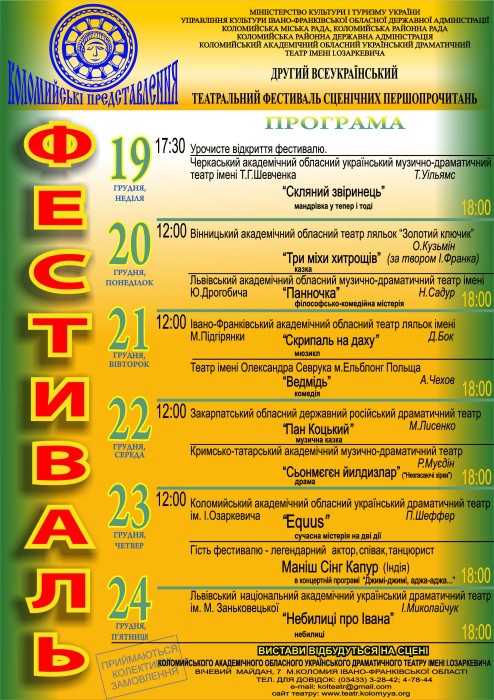 МІНІСТЕРСТВО КУЛЬТУРИ І ТУРИЗМУ УКРАЇНИ
УПРАВЛІННЯ КУЛЬТУРИ ІВАНО-ФРАНКІВСЬКОЇ ОБЛАСНОЇ ДЕРЖАВНОЇ АДМІНІСТРАЦІЇ
КОЛОМИЙСЬКА МІСЬКА РАДА, КОЛОМИЙСЬКА РАЙОННА РАДА
КОЛОМИЙСЬКА РАЙОННА ДЕРЖАВНА АДМІНІСТРАЦІЯ
КОЛОМИЙСЬКИЙ АКАДЕМІЧНИЙ ОБЛАСНИЙ УКРАЇНСЬКИЙ ДРАМАТИЧНИЙ
ТЕАТР ІМЕНІ І.ОЗАРКЕВИЧА
КОЛОМИЙСЬКІ ПРЕДСТАВЛЕННЯ
ДРУГИЙ ВСЕУКРАЇНСЬКИЙ
ТЕАТРАЛЬНИЙ ФЕСТИВАЛЬ СЦЕНІЧНИХ ПЕРШОПРОЧИТАНЬ
ФЕСТИВАЛЬ
ПРОГРАМА
19
ГРУДНЯ,
НЕДІЛЯ
17:30 Урочисте відкриття фестивалю.
Черкаський академічний обласний український музично-драматичний
театр імені Т.Г.Шевченка Т.Уільямс
"Скляний звіринець"
мандрівка у тепер і тоді
18:00
20
ГРУДНЯ,
ПОНЕДІЛОК
12:00 Вінницький академічний обласний театр ляльок "Золотий ключик"
О.Кузьмін
"Три міхи хитрощів" (за твором І.Франка)
казка
Львівський академічний обласний музично-драматичний театр імені
Ю.Дрогобича "Панночка" Н.Садур
філософсько-комедійна містерія
18:00
21
ГРУДНЯ,
ВІВТОРОК
12:00 Івано-Франківський академічний обласний театр ляльок імені
М.Підгірянки "Скрипаль на даху" Д.Бок
мюзикл
Театр імені Олександра Севрука м.Ельблонг Польща
"Ведмідь" А.Чехов
комедія
18:00
22
ГРУДНЯ,
СЕРЕДА
12:00 Закарпатський обласний державний російський драматичний театр
"Пан Коцький" М.Лисенко
музична казка
Кримсько-татарський академічний музично-драматичний театр
Р.Муєдін
"Сьонмеген йилдизлар" ("Незгасаючі зірки")
драма
18:00
23
ГРУДНЯ,
ЧЕТВЕР
12:00 Коломийський академічний обласний український драматичний театр
ім. І.Озаркевича "Equus" П.Шеффер
сучасна містерія на дві дії
Гість фестивалю - легендарний актор,співак,танцюрист
Маніш Сінг Капур (Індія)
в концертній програмі "Джимі-джимі, аджа-аджа..."
18:00
24
ГРУДНЯ,
П'ЯТНИЦЯ
Львівський національний академічний обласний український драматичний театр
ім. М. Заньковецької І.Миколайчук
"Небилиці про Івана"
небилиці
18:00
ПРИЙМАЮТЬСЯ
КОЛЕКТИВНІ
ЗАМОВЛЕННЯ
ВИСТАВИ ВІДБУДУТЬСЯ НА СЦЕНІ
КОЛОМИЙСЬКОГО АКАДЕМІЧНОГО ОБЛАСНОГО УКРАЇНСЬКОГО ДРАМАТИЧНОГО ТЕАТРУ ІМЕНІ І.ОЗАРКЕВИЧА
ВІЧЕВИЙ МАЙДАН, 7 М.КОЛОМИЯ ІВАНО-ФРАНКІВСЬКОЇ ОБЛАСТІ
ТЕЛ. ДЛЯ ДОВІДОК: (03433) 3-28-42; 4-78-44
e-mail: kolteatr@gmail.com
сайт театру: www.teatr.kolomyya.org